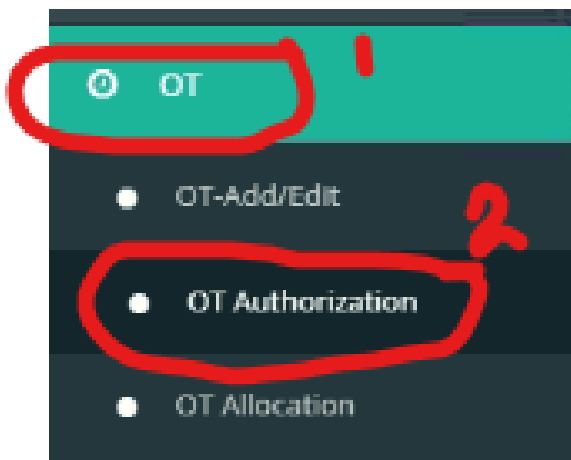 OT 1
OT-Add/Edit
2
OT Authorization
OT Allocation